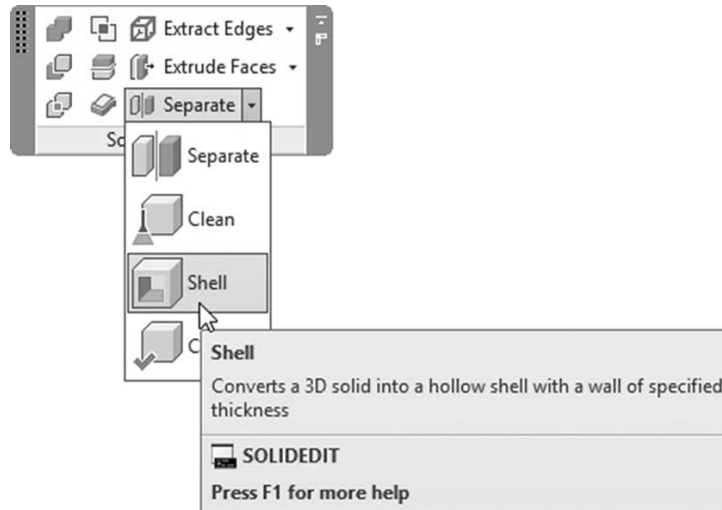 Extract Edges
Extrude Faces
Separate
Separate
Clean
Shell
Shell
Converts a 3D solid into a hollow shell with a wall of specified
thickness
SOLIDEDIT
Press F1 for more help